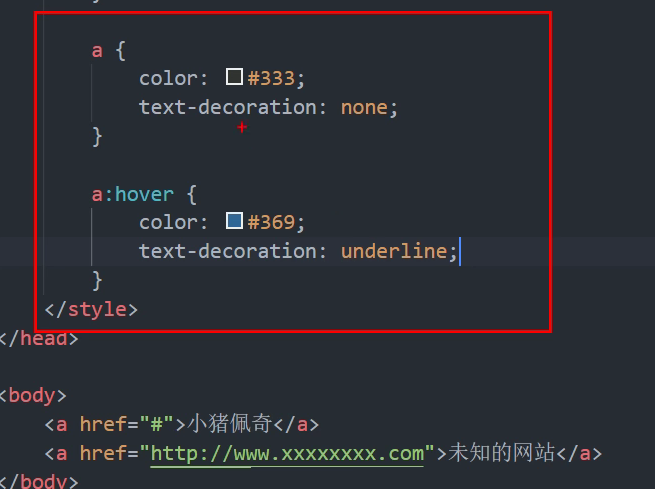 a {
color: #333;
text-decoration: none;
}
a:hover {
color: #369;
text-decoration: underline;
}
</style>
</head>
<body>
<a href="#">小猪佩奇</a>
<a href="http://www.xxxxxxxx.com">未知的网站</a>
</body>